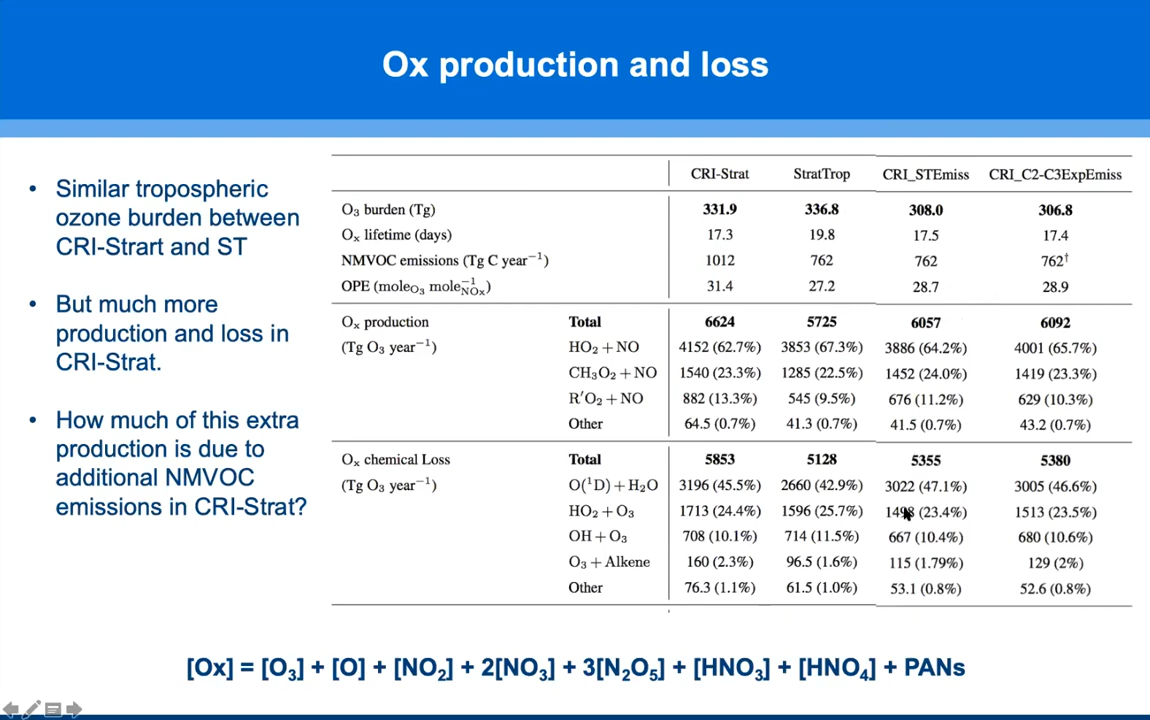 Ox production and loss
• Similar tropospheric
ozone burden between
CRI-Strart and ST
• But much more
production and loss in
CRI-Strat.
• How much of this extra
production is due to
additional NMVOC
emissions in CRI-Strat?
CRI-Strat StratTrop CRI_STEmiss CRI_C2-C3ExpEmiss
O₃ burden (Tg) 331.9 336.8 308.0 306.8
Oₓ lifetime (days) 17.3 19.8 17.5 17.4
NMVOC emissions (Tg C year⁻¹) 1012 762 762 762†
OPE (mole_O₃ mole_NOₓ⁻¹) 31.4 27.2 28.7 28.9
Oₓ production Total 6624 5725 6057 6092
(Tg O₃ year⁻¹) HO₂ + NO 4152 (62.7%) 3853 (67.3%) 3886 (64.2%) 4001 (65.7%)
CH₃O₂ + NO 1540 (23.3%) 1285 (22.5%) 1452 (24.0%) 1419 (23.3%)
R′O₂ + NO 882 (13.3%) 545 (9.5%) 676 (11.2%) 629 (10.3%)
Other 64.5 (0.7%) 41.3 (0.7%) 41.5 (0.7%) 43.2 (0.7%)
Oₓ chemical Loss Total 5853 5128 5355 5380
(Tg O₃ year⁻¹) O(¹D) + H₂O 3196 (45.5%) 2660 (42.9%) 3022 (47.1%) 3005 (46.6%)
HO₂ + O₃ 1713 (24.4%) 1596 (25.7%) (23.4%) 1513 (23.5%)
OH + O₃ 708 (10.1%) 714 (11.5%) 667 (10.4%) 680 (10.6%)
O₃ + Alkene 160 (2.3%) 96.5 (1.6%) 115 (1.79%) 129 (2%)
Other 76.3 (1.1%) 61.5 (1.0%) 53.1 (0.8%) 52.6 (0.8%)
[Ox] = [O₃] + [O] + [NO₂] + 2[NO₃] + 3[N₂O₅] + [HNO₃] + [HNO₄] + PANs